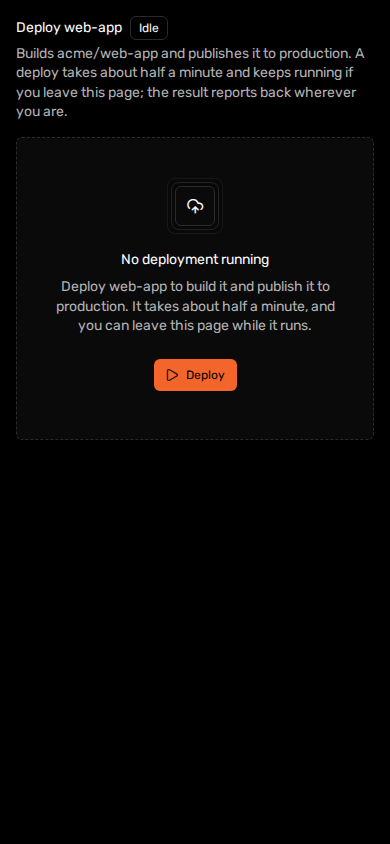 Deploy web-app Idle
Builds acme/web-app and publishes it to production. A
deploy takes about half a minute and keeps running if
you leave this page; the result reports back wherever
you are.
No deployment running
Deploy web-app to build it and publish it to
production. It takes about half a minute, and
you can leave this page while it runs.
Deploy